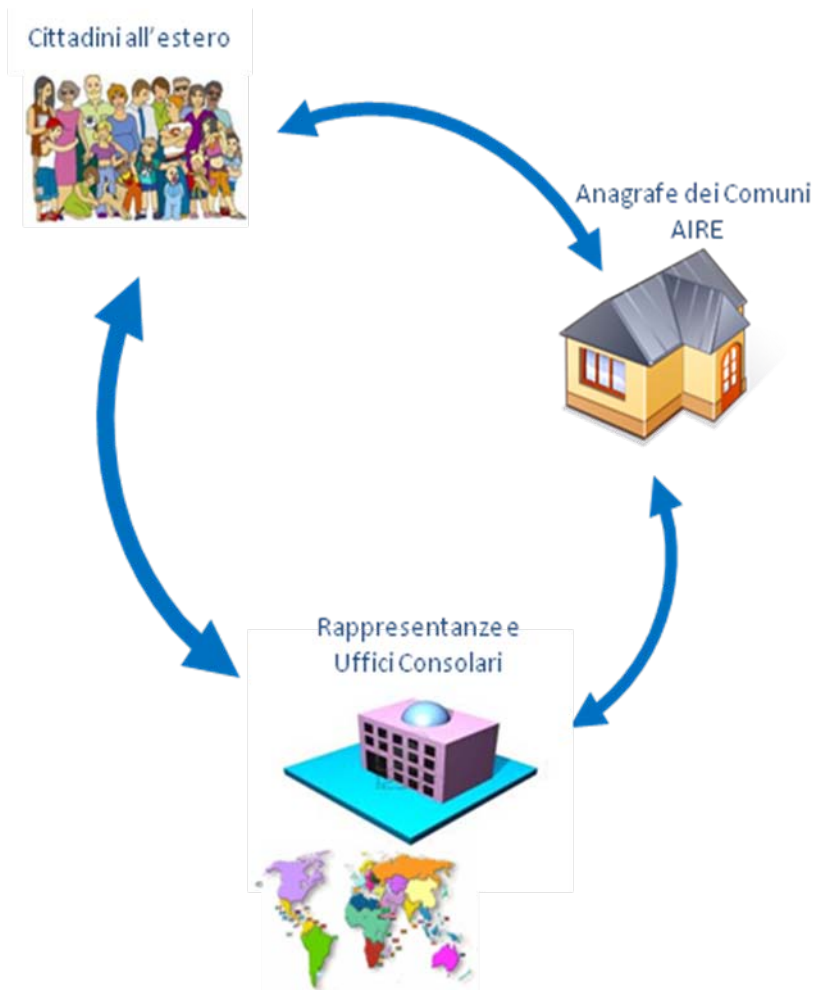 Cittadini all'estero
Anagrafe dei Comuni
AIRE
Rappresentanze e
Uffici Consolari